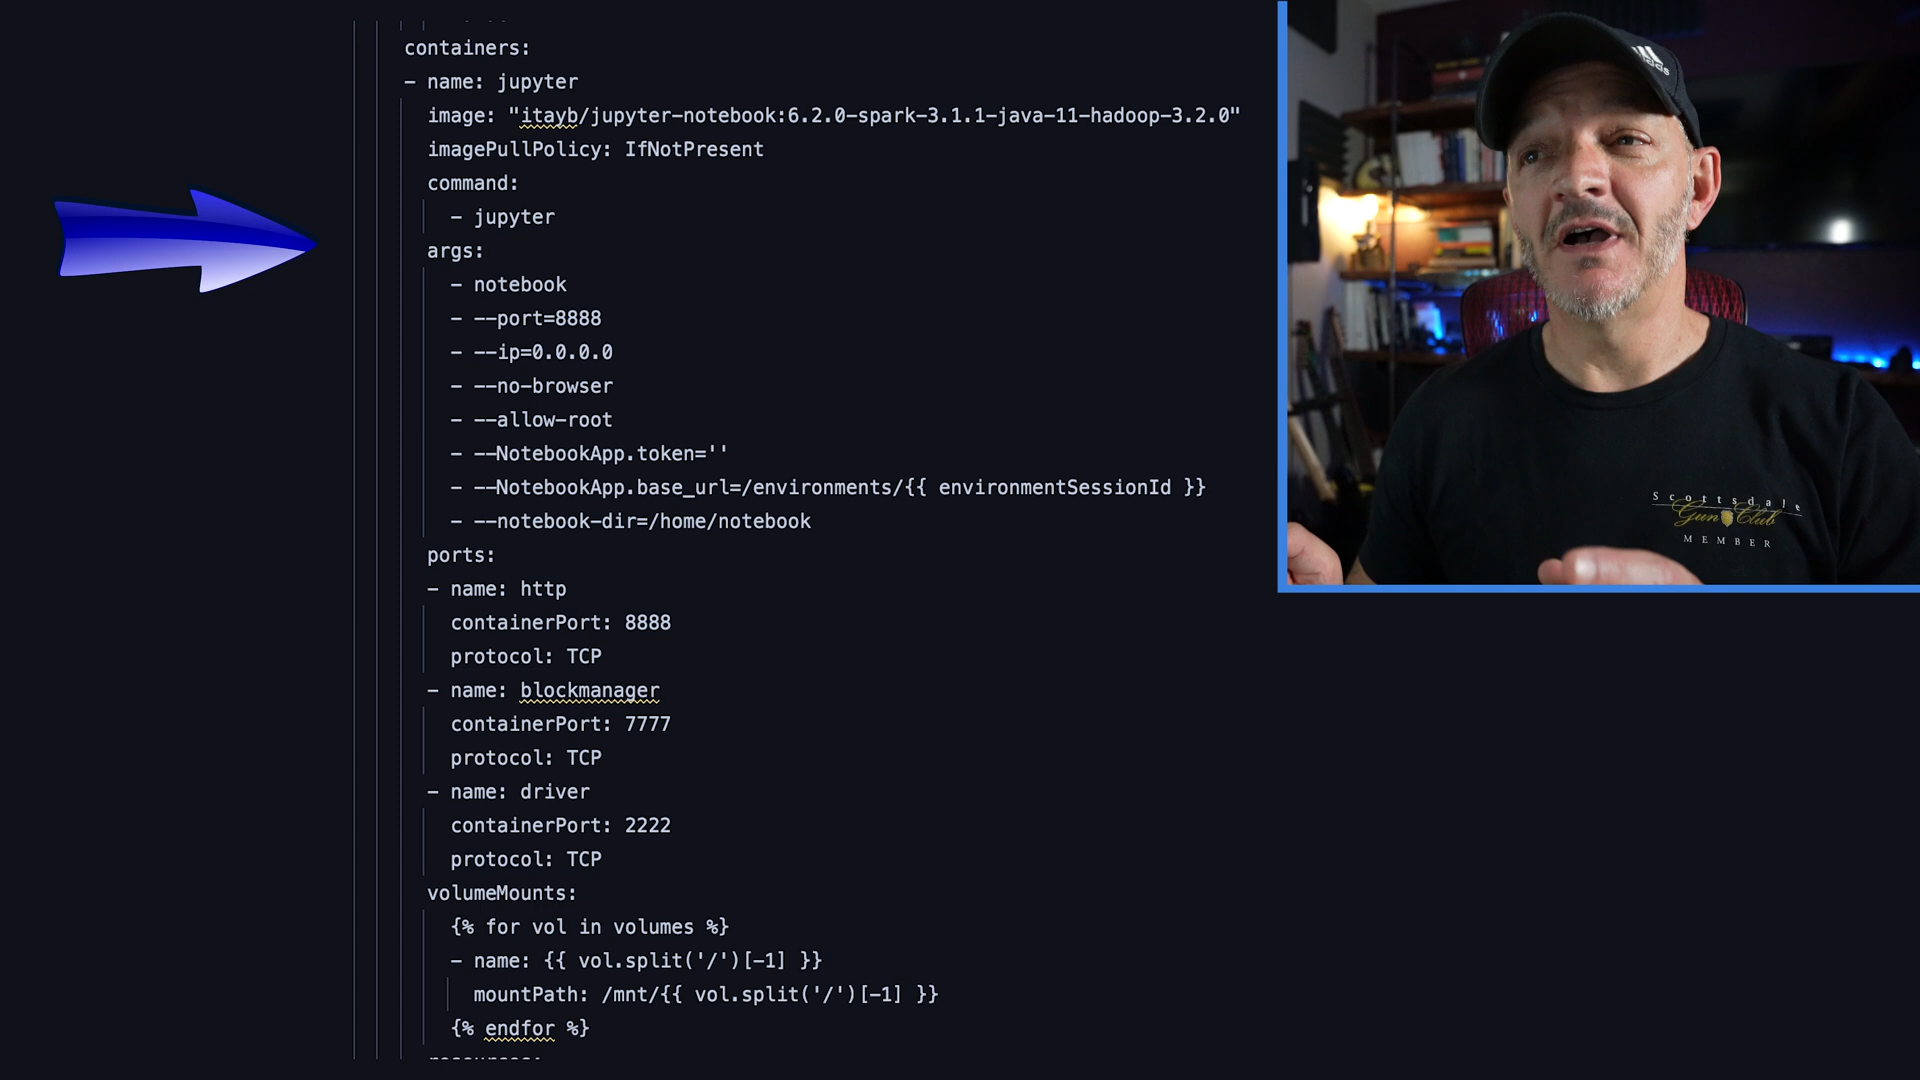 containers:
- name: jupyter
image: "itayb/jupyter-notebook:6.2.0-spark-3.1.1-java-11-hadoop-3.2.0"
imagePullPolicy: IfNotPresent
command:
- jupyter
args:
- notebook
- --port=8888
- --ip=0.0.0.0
- --no-browser
- --allow-root
- --NotebookApp.token=''
- --NotebookApp.base_url=/environments/{{ environmentSessionId }}
- --notebook-dir=/home/notebook
ports:
- name: http
containerPort: 8888
protocol: TCP
- name: blockmanager
containerPort: 7777
protocol: TCP
- name: driver
containerPort: 2222
protocol: TCP
volumeMounts:
{% for vol in volumes %}
- name: {{ vol.split('/')[-1] }}
mountPath: /mnt/{{ vol.split('/')[-1] }}
{% endfor %}
adidas
Scottsdale
Gun Club
MEMBER